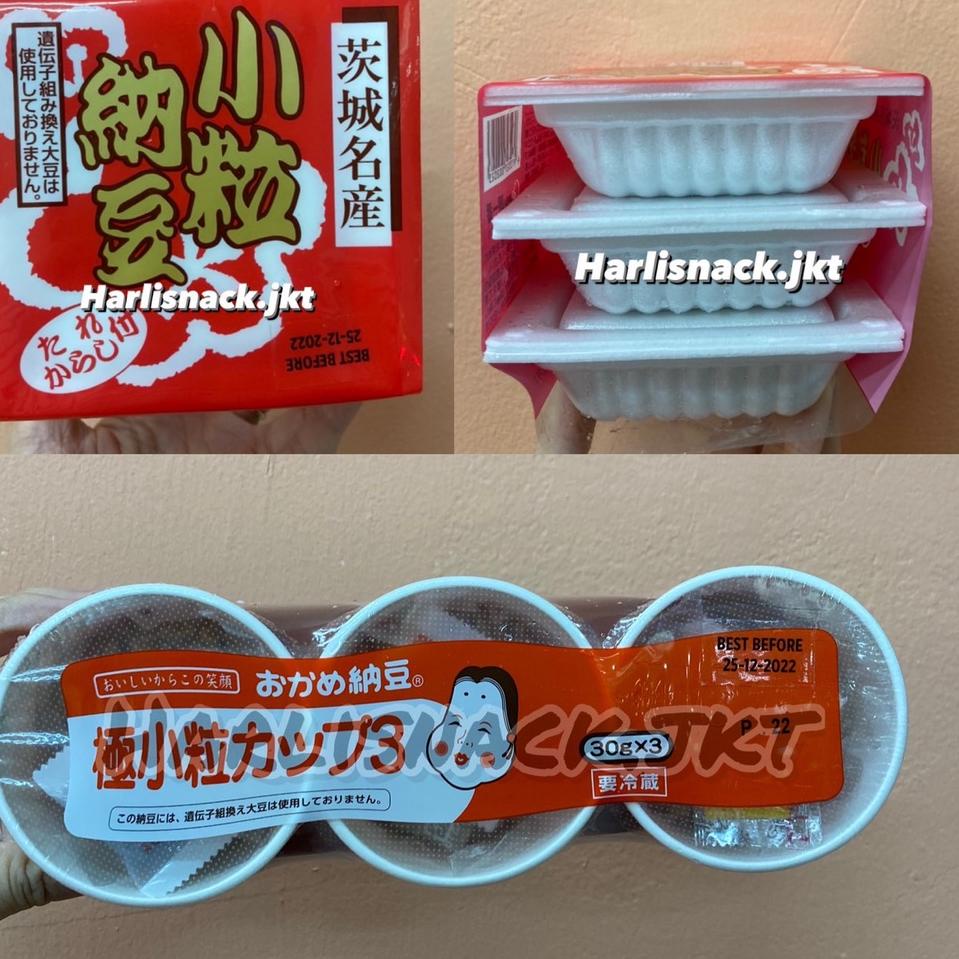 茨城名産
小粒
納豆
遺伝子組み換え大豆は
使用しておりません。
Harlisnack.jkt
たれ
からし付
BEST BEFORE
25-12-2022
Harlisnack.jkt
おいしいからこの笑顔
おかめ納豆®
極小粒カップ3
この納豆には、遺伝子組換え大豆は使用しておりません。
30g×3
要冷蔵
BEST BEFORE
25-12-2022
HARLISNACK.JKT